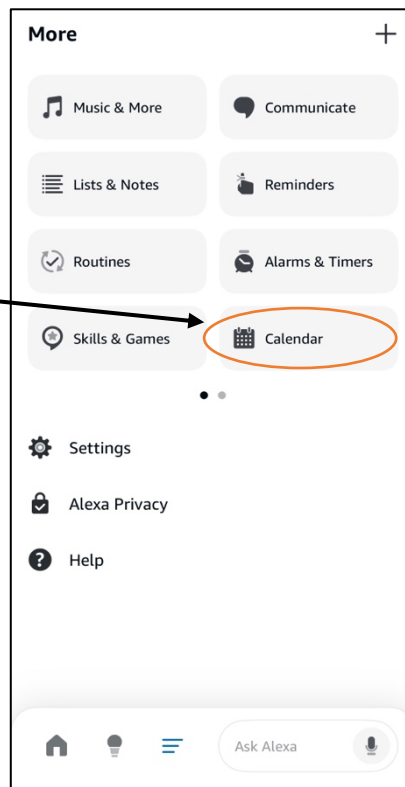 More
Music & More
Communicate
Lists & Notes
Reminders
Routines
Alarms & Timers
Skills & Games
Calendar
Settings
Alexa Privacy
Help
Ask Alexa